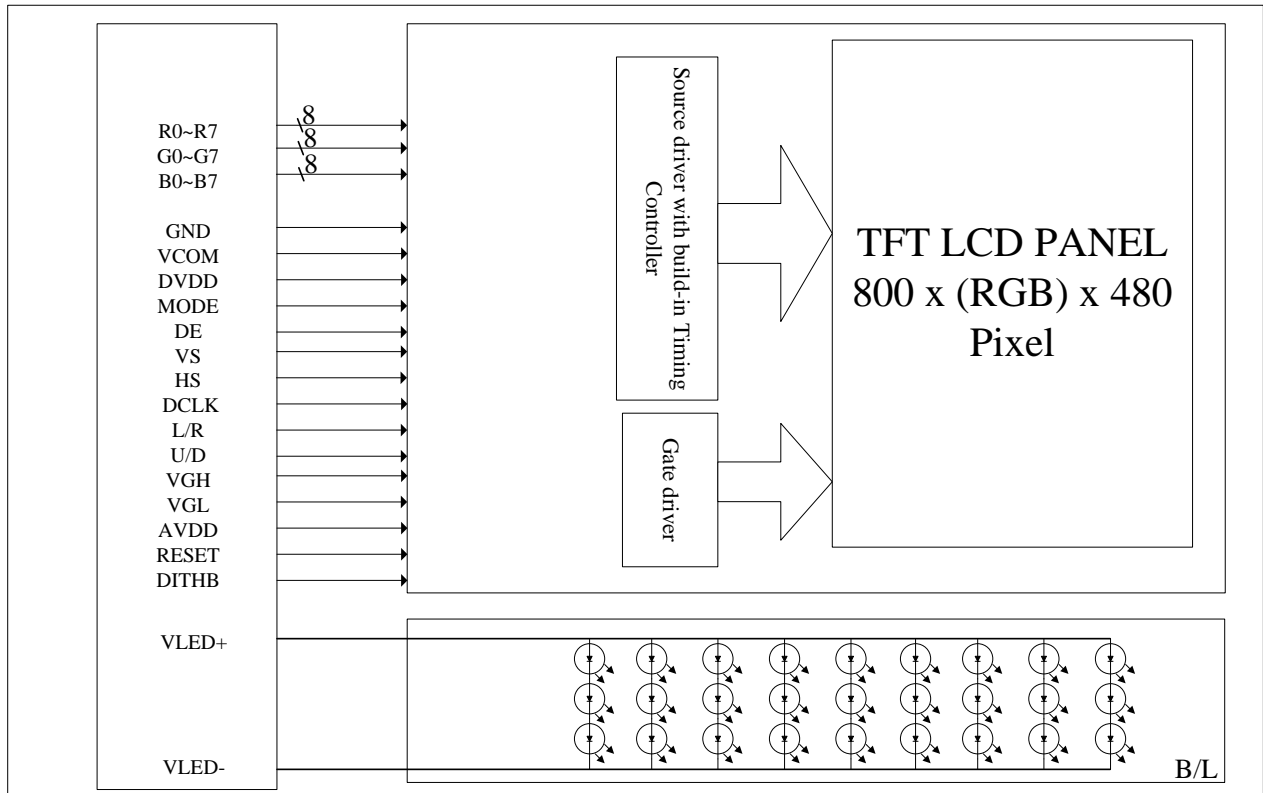 R0~R7
8
G0~G7
8
B0~B7
8
GND
VCOM
DVDD
MODE
DE
VS
HS
DCLK
L/R
U/D
VGH
VGL
AVDD
RESET
DITHB
VLED+
VLED-
Source driver with build-in Timing
Controller
Gate driver
TFT LCD PANEL
800 x (RGB) x 480
Pixel
B/L